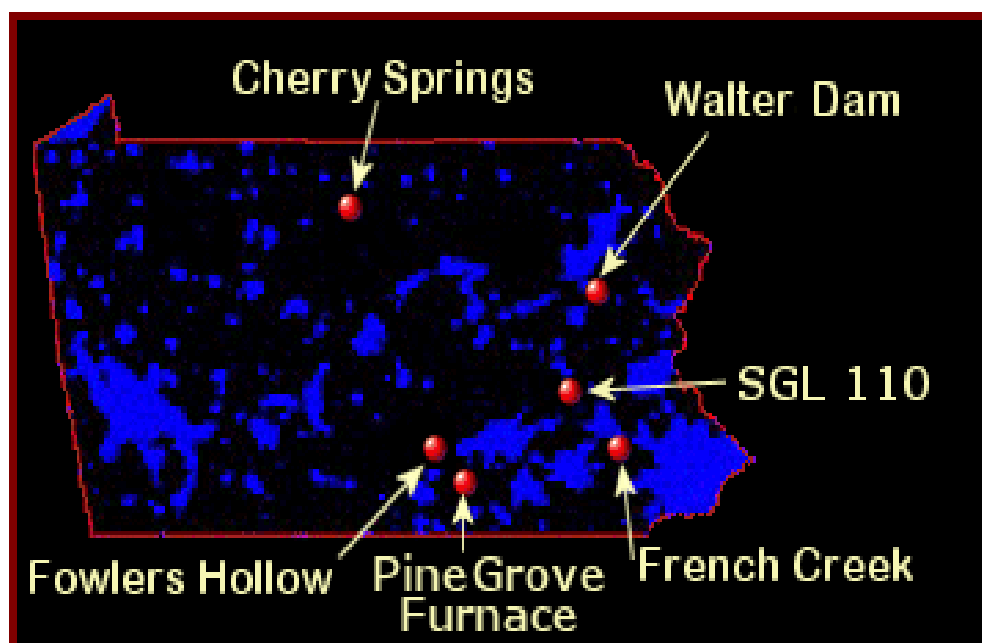 Cherry Springs
Walter Dam
SGL 110
Fowlers Hollow
Pine Grove
Furnace
French Creek